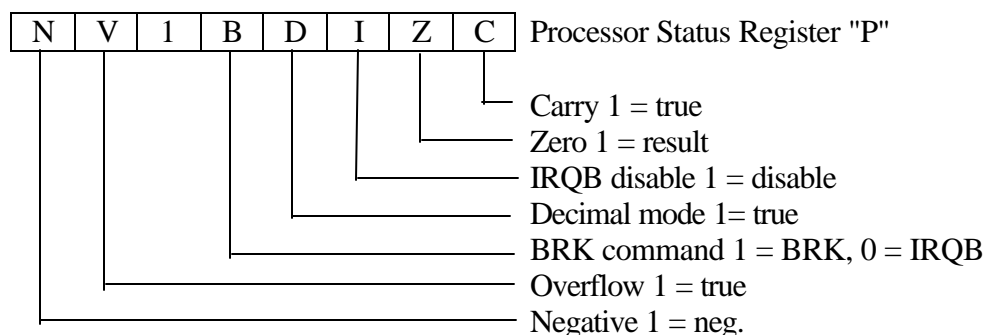 N V 1 B D I Z C Processor Status Register "P"
Carry 1 = true
Zero 1 = result
IRQB disable 1 = disable
Decimal mode 1= true
BRK command 1 = BRK, 0 = IRQB
Overflow 1 = true
Negative 1 = neg.